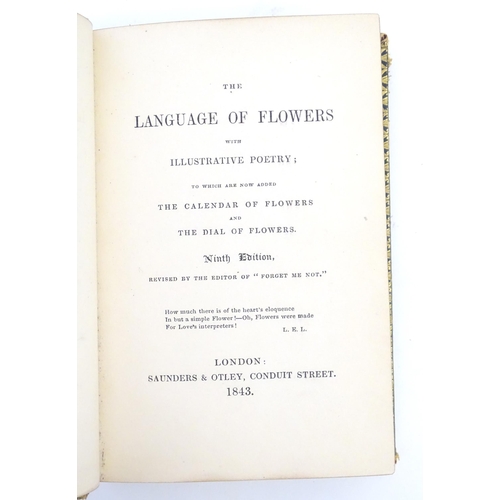 THE
LANGUAGE OF FLOWERS
WITH
ILLUSTRATIVE POETRY;
TO WHICH ARE NOW ADDED
THE CALENDAR OF FLOWERS
AND
THE DIAL OF FLOWERS.
Ninth Edition,
REVISED BY THE EDITOR OF "FORGET ME NOT,"
How much there is of the heart's eloquence
In but a simple Flower!—Oh, Flowers were made
For Love's interpreters!
L. E. L.
LONDON:
SAUNDERS & OTLEY, CONDUIT STREET.
1843.